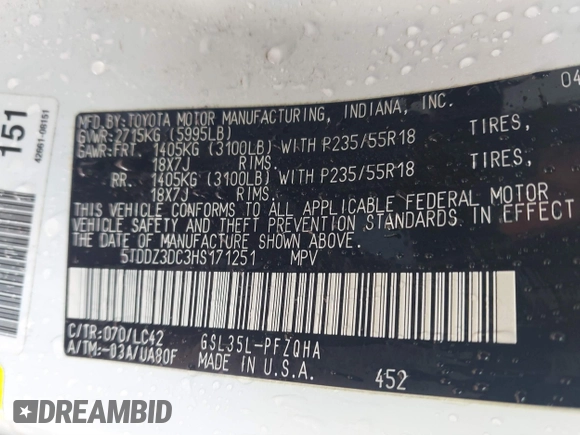 151
42661-08151
04
MFD.BY:TOYOTA MOTOR MANUFACTURING, INDIANA, INC.
GVWR:2715KG (5995LB)
GAWR:FRT. 1405KG (3100LB) WITH P235/55R18 TIRES,
18X7J RIMS.
RR. 1405KG (3100LB) WITH P235/55R18 TIRES,
18X7J RIMS.
THIS VEHICLE CONFORMS TO ALL APPLICABLE FEDERAL MOTOR
VEHICLE SAFETY AND THEFT PREVENTION STANDARDS IN EFFECT
ON THE DATE OF MANUFACTURE SHOWN ABOVE.
5TDDZ3DC3HS171251 MPV
C/TR:070/LC42 GSL35L-PFZQHA
A/TM:-03A/UA80F MADE IN U.S.A.
452
DREAMBID